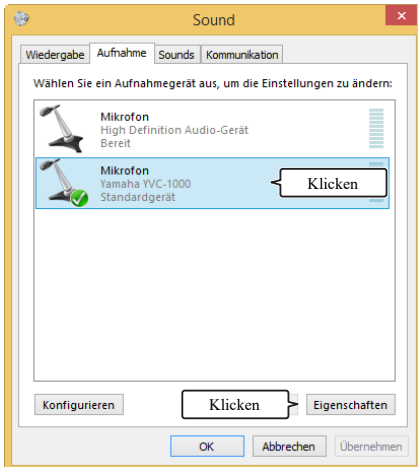 Sound
Wiedergabe Aufnahme Sounds Kommunikation
Wählen Sie ein Aufnahmegerät aus, um die Einstellungen zu ändern:
Mikrofon
High Definition Audio-Gerät
Bereit
Mikrofon
Yamaha YVC-1000
Standardgerät
Klicken
Konfigurieren
Klicken
Eigenschaften
OK Abbrechen Übernehmen